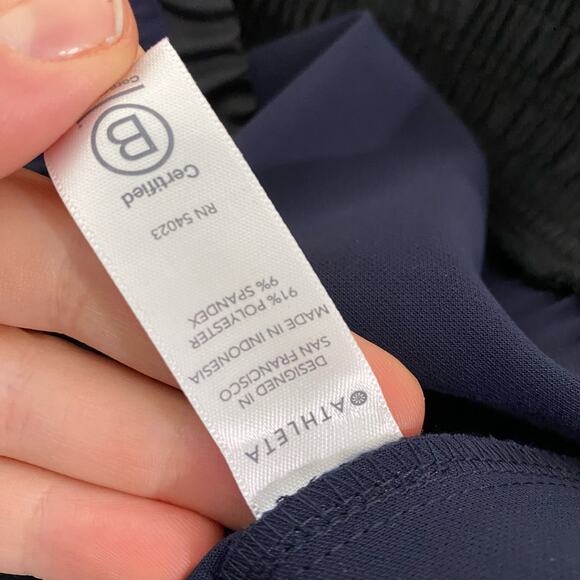 ATHLETA
DESIGNED IN
SAN FRANCISCO
MADE IN INDONESIA
91% POLYESTER
9% SPANDEX
RN 54023
Certified
B